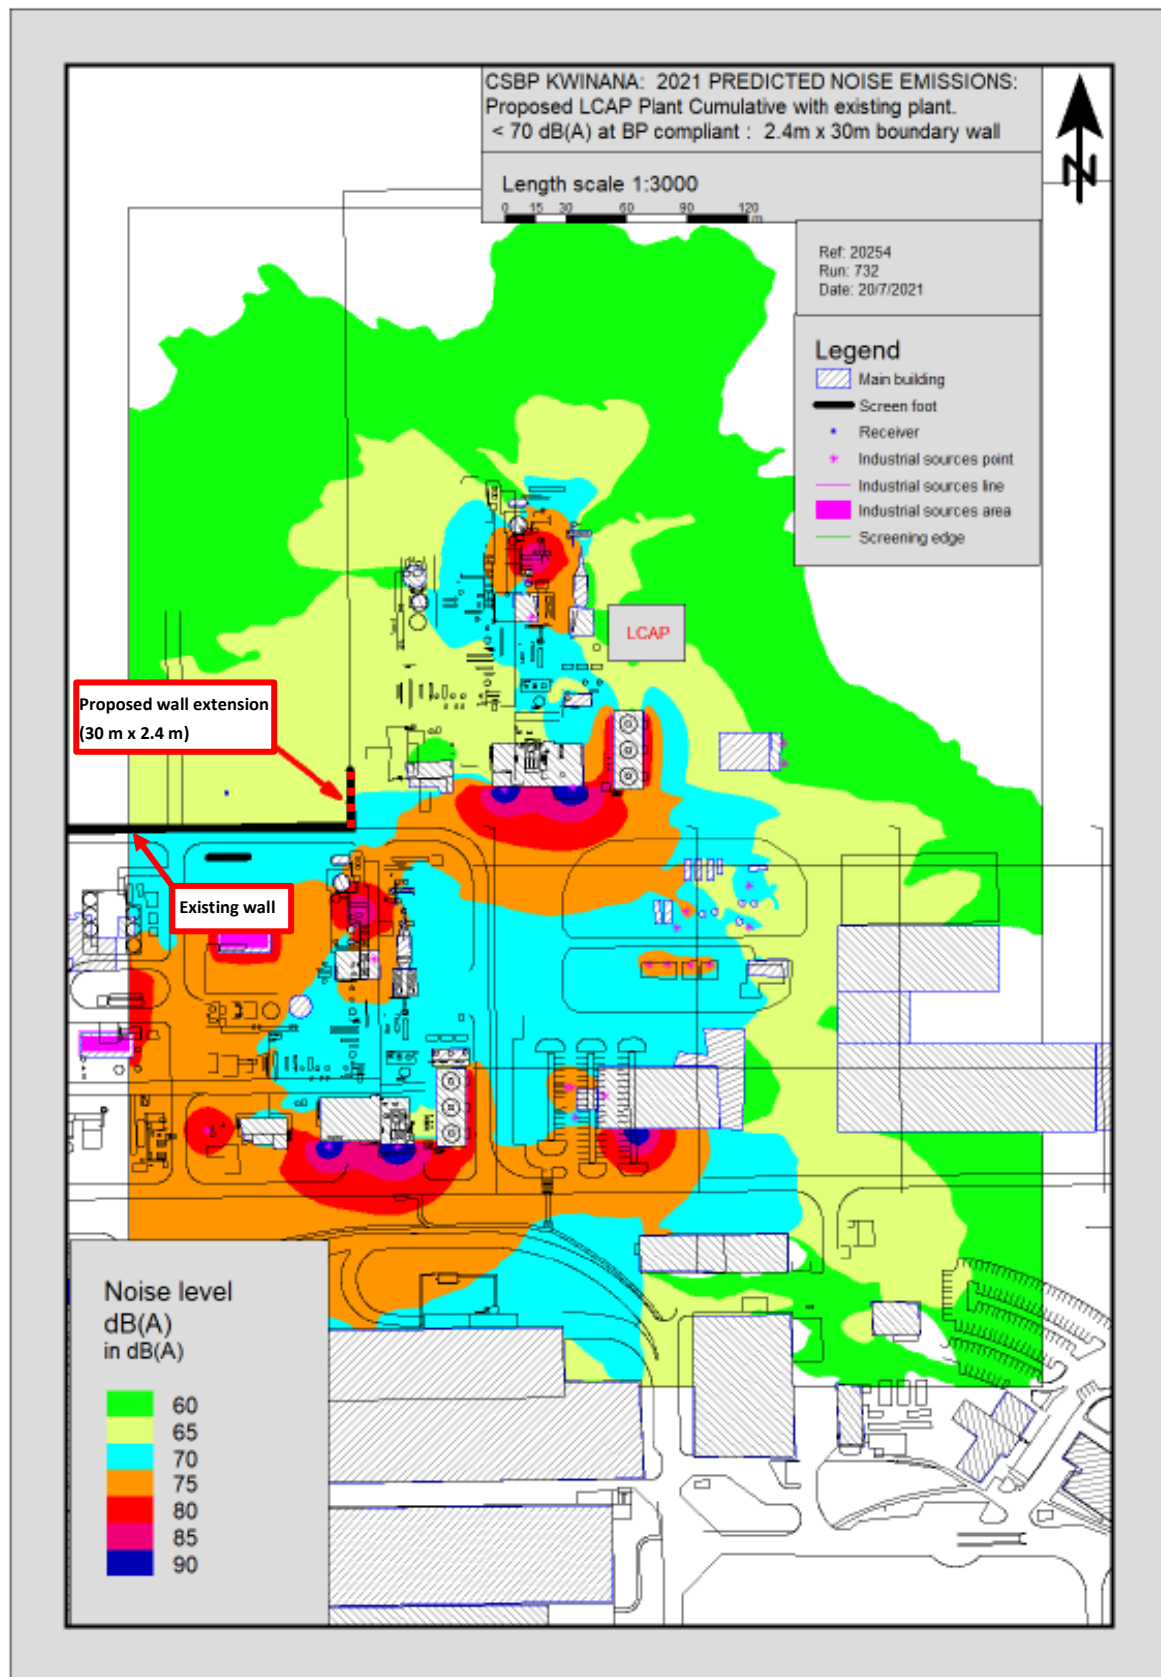 CSBP KWINANA: 2021 PREDICTED NOISE EMISSIONS:
Proposed LCAP Plant Cumulative with existing plant.
< 70 dB(A) at BP compliant : 2.4m x 30m boundary wall
N
Length scale 1:3000
0 15 30 60 90 120
m
Ref: 20254
Run: 732
Date: 20/7/2021
Legend
Main building
Screen foot
Receiver
Industrial sources point
Industrial sources line
Industrial sources area
Screening edge
LCAP
Proposed wall extension
(30 m x 2.4 m)
Existing wall
Noise level
dB(A)
in dB(A)
60
65
70
75
80
85
90